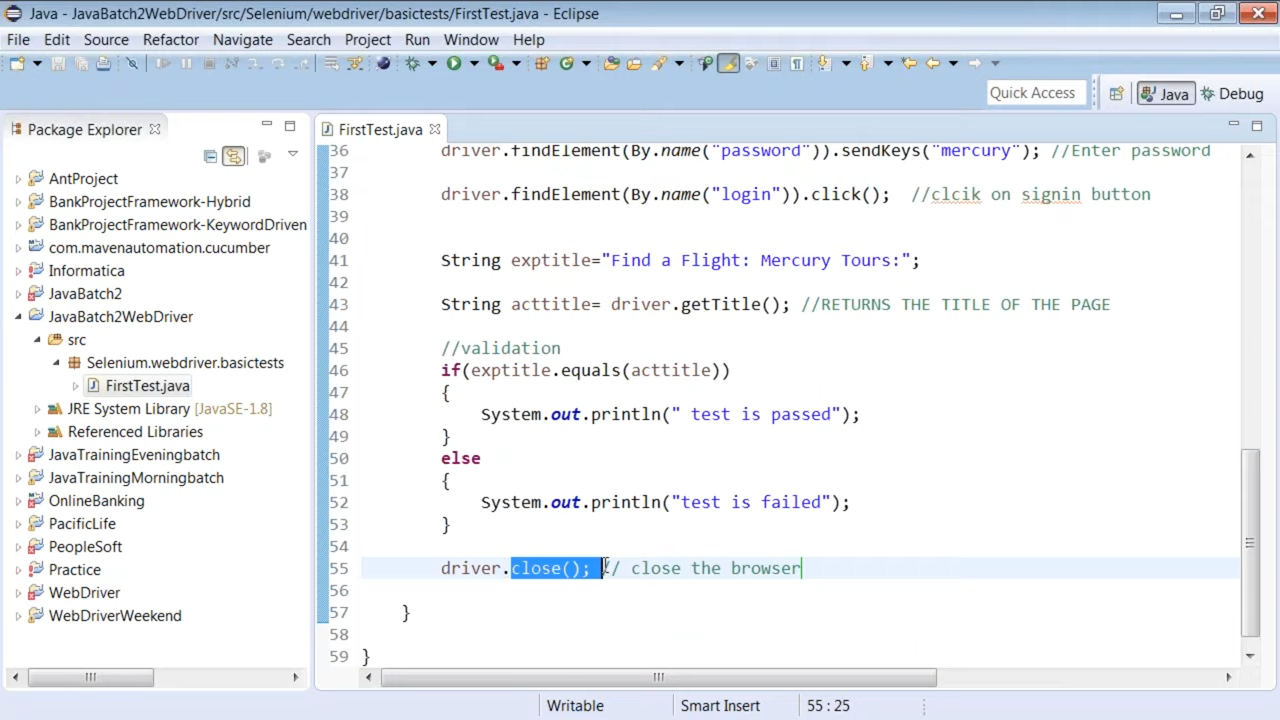 Java - JavaBatch2WebDriver/src/Selenium/webdriver/basictests/FirstTest.java - Eclipse
File Edit Source Refactor Navigate Search Project Run Window Help
Quick Access Java Debug
Package Explorer
AntProject
BankProjectFramework-Hybrid
BankProjectFramework-KeywordDriven
com.mavenautomation.cucumber
Informatica
JavaBatch2
JavaBatch2WebDriver
src
Selenium.webdriver.basictests
FirstTest.java
JRE System Library [JavaSE-1.8]
Referenced Libraries
JavaTrainingEveningbatch
JavaTrainingMorningbatch
OnlineBanking
PacificLife
PeopleSoft
Practice
WebDriver
WebDriverWeekend
FirstTest.java
36 driver.findElement(By.name("password")).sendKeys("mercury"); //Enter password
37
38 driver.findElement(By.name("login")).click(); //clcik on signin button
39
40
41 String exptitle="Find a Flight: Mercury Tours:";
42
43 String acttitle= driver.getTitle(); //RETURNS THE TITLE OF THE PAGE
44
45 //validation
46 if(exptitle.equals(acttitle))
47 {
48 System.out.println(" test is passed");
49 }
50 else
51 {
52 System.out.println("test is failed");
53 }
54
55 driver.close(); // close the browser
56
57 }
58
59 }
Writable Smart Insert 55 : 25